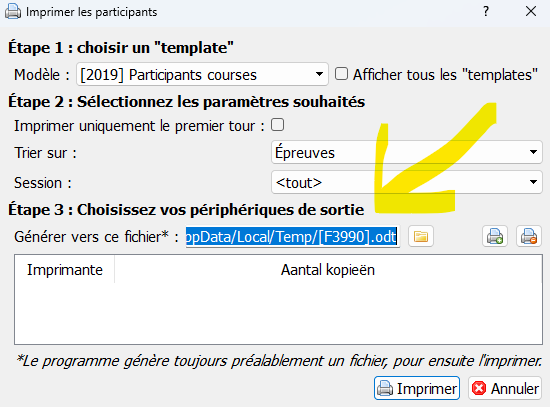 Imprimer les participants
?
Étape 1 : choisir un "template"
Modèle : [2019] Participants courses
Afficher tous les "templates"
Étape 2 : Sélectionnez les paramètres souhaités
Imprimer uniquement le premier tour :
Trier sur : Épreuves
Session : <tout>
Étape 3 : Choisissez vos périphériques de sortie
Générer vers ce fichier* : ppData/Local/Temp/[F3990].odt
Imprimante Aantal kopieën
*Le programme génère toujours préalablement un fichier, pour ensuite l'imprimer.
Imprimer Annuler